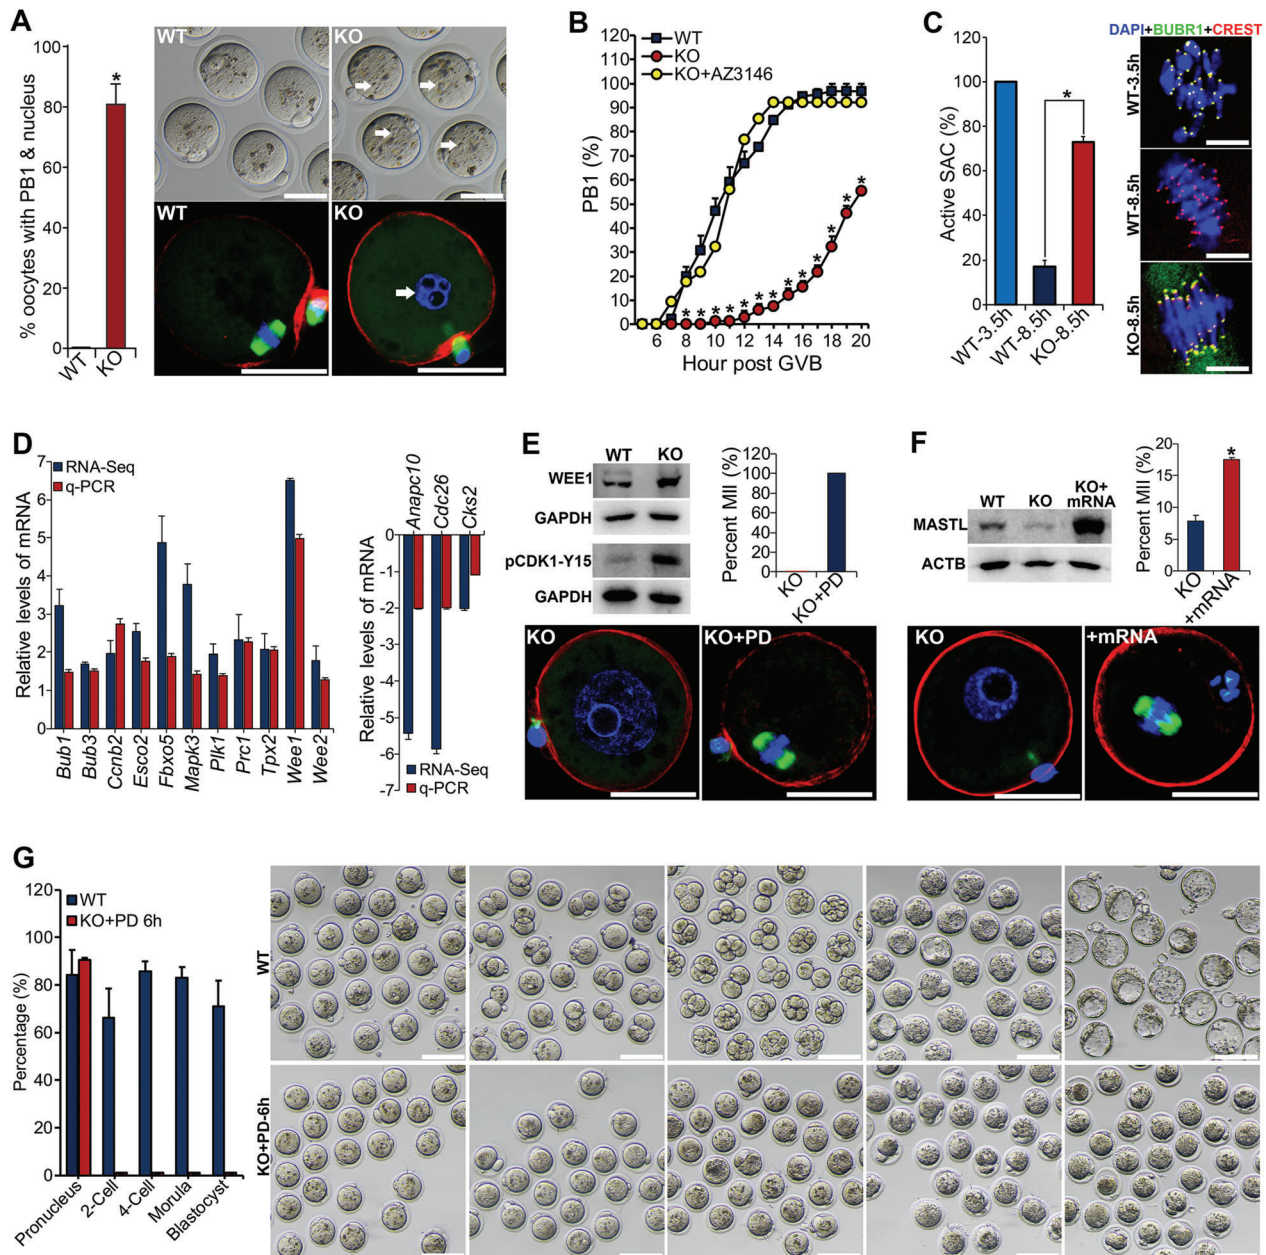 A
% oocytes with PB1 & nucleus
100
80
60
40
20
0
*
WT
KO
WT
KO
WT
KO
B
PB1 (%)
100
90
80
70
60
50
40
30
20
10
0
WT
KO
KO+AZ3146
* * * * * * * * * * * * *
6 8 10 12 14 16 18 20
Hour post GVB
C
Active SAC (%)
120
100
80
60
40
20
0
*
WT-3.5h
WT-8.5h
KO-8.5h
DAPI+BUBR1+CREST
WT-3.5h
WT-8.5h
KO-8.5h
D
Relative levels of mRNA
7
6
5
4
3
2
1
0
RNA-Seq
q-PCR
Bub1
Bub3
Ccnb2
Esco2
Fbxo5
Mapk3
Plk1
Prc1
Tpx2
Wee1
Wee2
Relative levels of mRNA
Anapc10
Cdc26
Cks2
0
-1
-2
-3
-4
-5
-6
-7
RNA-Seq
q-PCR
E
WT KO
WEE1
GAPDH
pCDK1-Y15
GAPDH
Percent MII (%)
120
100
80
60
40
20
0
KO
KO+PD
KO
KO+PD
F
WT KO KO+
mRNA
MASTL
ACTB
Percent MII (%)
20
15
10
5
0
*
KO
+mRNA
KO
+mRNA
G
Percentage (%)
120
100
80
60
40
20
0
WT
KO+PD 6h
Pronucleus
2-Cell
4-Cell
Morula
Blastocyst
WT
KO+PD-6h